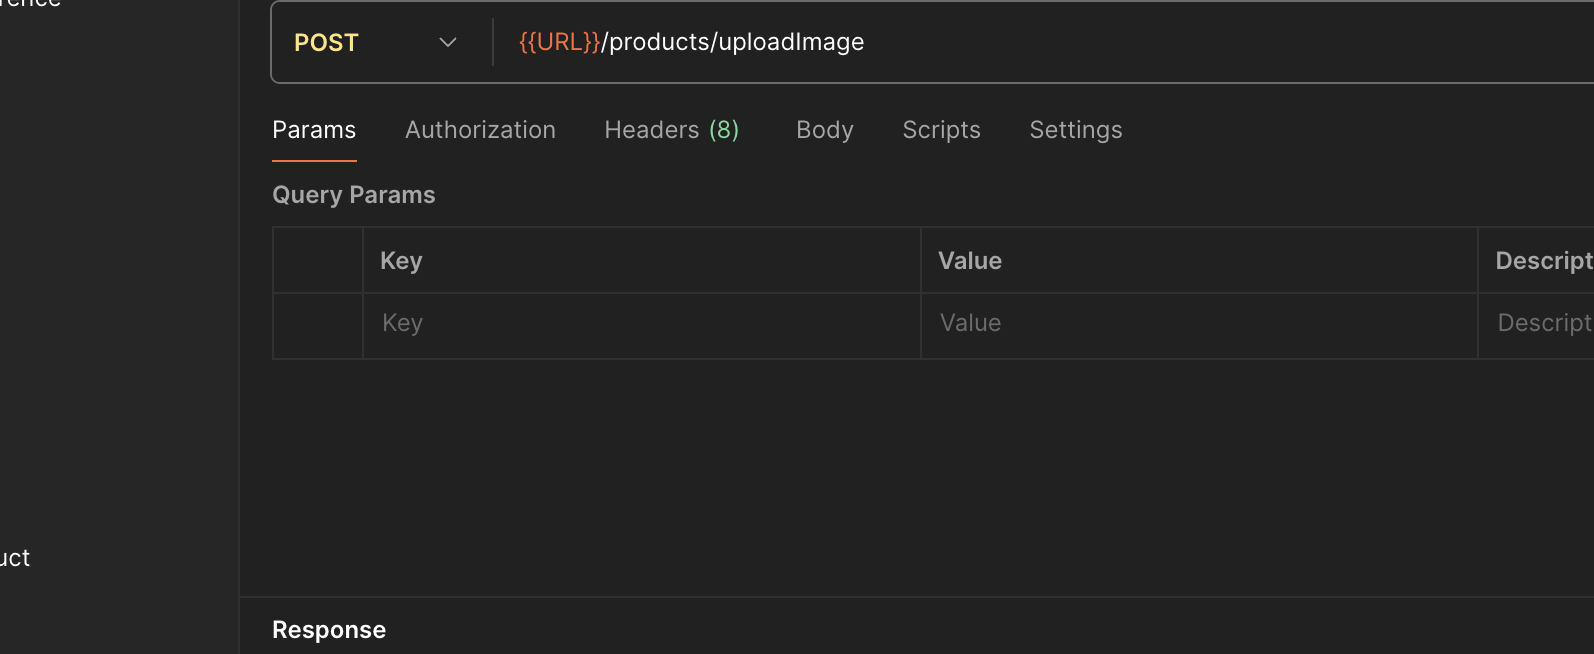 POST {{URL}}/products/uploadImage
Params Authorization Headers (8) Body Scripts Settings
Query Params
Key Value Descript
Key Value Descript
uct
Response